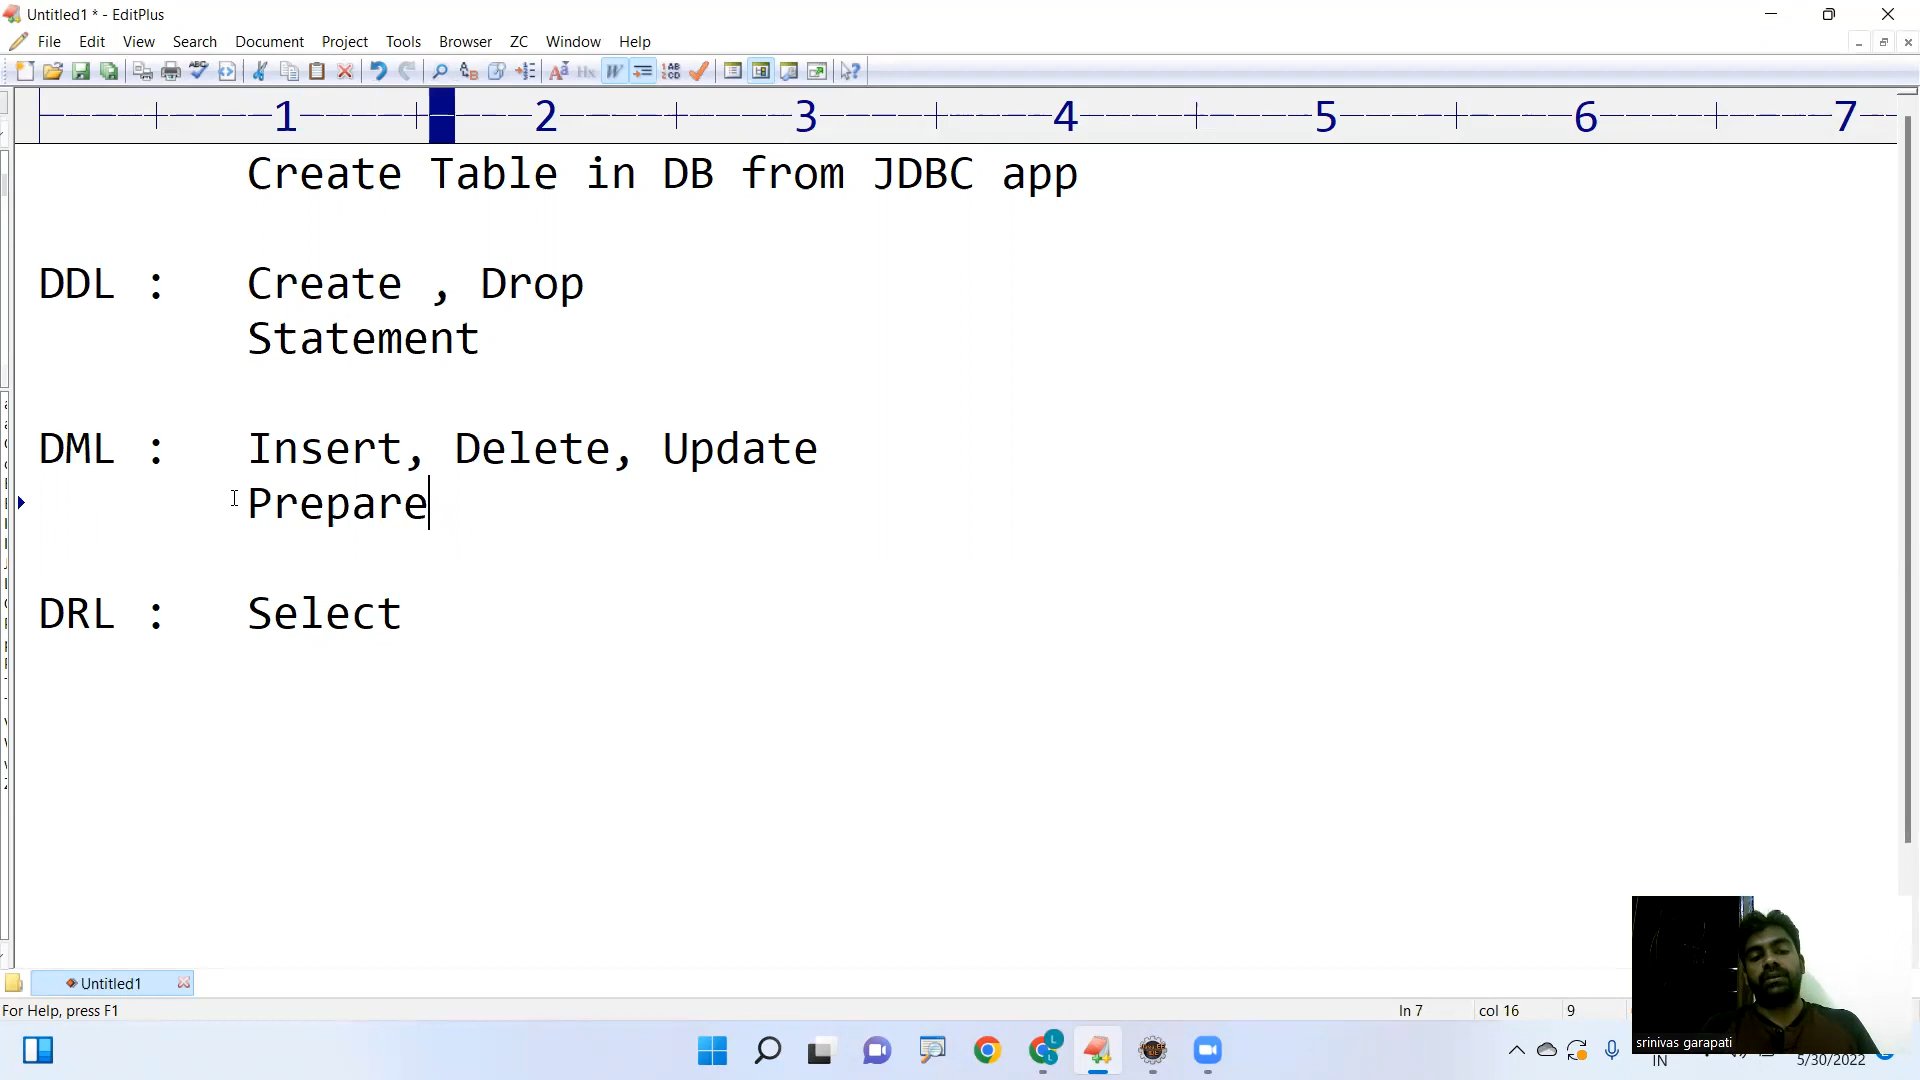 Untitled1 * - EditPlus
File Edit View Search Document Project Tools Browser ZC Window Help
1 2 3 4 5 6 7
Create Table in DB from JDBC app
DDL : Create , Drop
Statement
DML : Insert, Delete, Update
Prepare
DRL : Select
srinivas garapati
Untitled1
For Help, press F1
ln 7 col 16 9
IN
5/30/2022